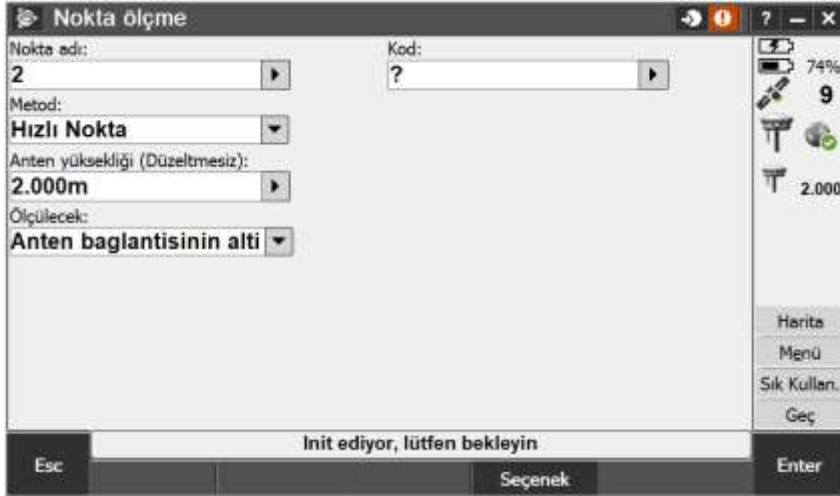 Nokta ölçme
? – ×
Nokta adı:
2
Kod:
?
Metod:
Hızlı Nokta
Anten yüksekliği (Düzeltmesiz):
2.000m
Ölçülecek:
Anten baglantisinin alti
74%
9
2.000
Harita
Menü
Sık Kullan.
Geç
Init ediyor, lütfen bekleyin
Esc
Seçenek
Enter